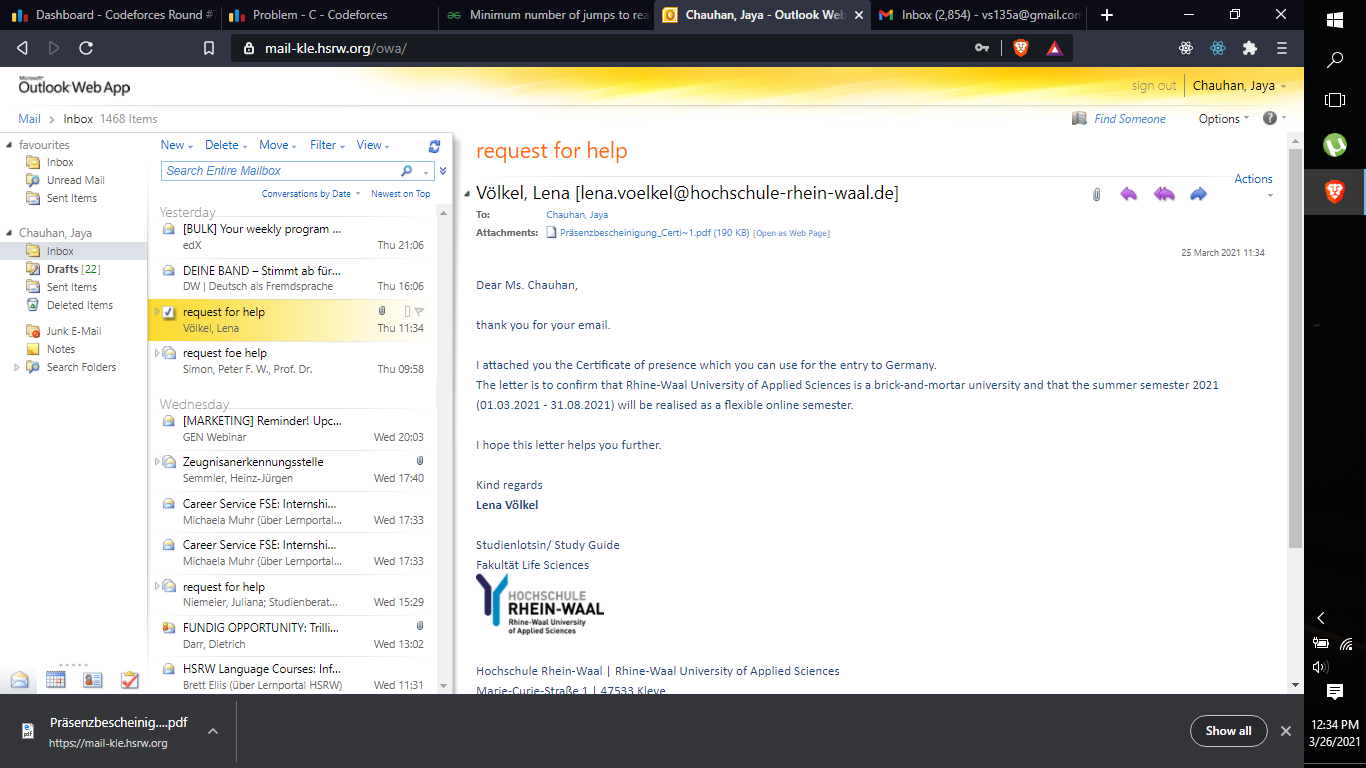 Dashboard - Codeforces Round #
Problem - C - Codeforces
Minimum number of jumps to rea
Chauhan, Jaya - Outlook Web
Inbox (2,854) - vs135a@gmail.com
mail-kle.hsrw.org/owa/
Microsoft
Outlook Web App
sign out
Chauhan, Jaya
Mail > Inbox 1468 Items
Find Someone
Options
favourites
Inbox
Unread Mail
Sent Items
Chauhan, Jaya
Inbox
Drafts [22]
Sent Items
Deleted Items
Junk E-Mail
Notes
Search Folders
New Delete Move Filter View
Search Entire Mailbox
Conversations by Date Newest on Top
Yesterday
[BULK] Your weekly program ...
edX Thu 21:06
DEINE BAND – Stimmt ab für...
DW | Deutsch als Fremdsprache Thu 16:06
request for help
Völkel, Lena Thu 11:34
request foe help
Simon, Peter F. W., Prof. Dr. Thu 09:58
Wednesday
[MARKETING] Reminder! Upc...
GEN Webinar Wed 20:03
Zeugnisanerkennungsstelle
Semmler, Heinz-Jürgen Wed 17:40
Career Service FSE: Internshi...
Michaela Muhr (über Lernportal... Wed 17:33
Career Service FSE: Internshi...
Michaela Muhr (über Lernportal... Wed 17:33
request for help
Niemeier, Juliana; Studienberat... Wed 15:29
FUNDIG OPPORTUNITY: Trilli...
Darr, Dietrich Wed 13:02
HSRW Language Courses: Inf...
Brett Ellis (über Lernportal HSRW) Wed 11:31
request for help
Actions
Völkel, Lena [lena.voelkel@hochschule-rhein-waal.de]
To: Chauhan, Jaya
Attachments: Präsenzbescheinigung_Certi~1.pdf (190 KB) [Open as Web Page]
25 March 2021 11:34
Dear Ms. Chauhan,
thank you for your email.
I attached you the Certificate of presence which you can use for the entry to Germany.
The letter is to confirm that Rhine-Waal University of Applied Sciences is a brick-and-mortar university and that the summer semester 2021
(01.03.2021 - 31.08.2021) will be realised as a flexible online semester.
I hope this letter helps you further.
Kind regards
Lena Völkel
Studienlotsin/ Study Guide
Fakultät Life Sciences
HOCHSCHULE
RHEIN-WAAL
Rhine-Waal University
of Applied Sciences
Hochschule Rhein-Waal | Rhine-Waal University of Applied Sciences
Marie-Curie-Straße 1 | 47533 Kleve
Präsenzbescheinig....pdf
https://mail-kle.hsrw.org
Show all
12:34 PM
3/26/2021